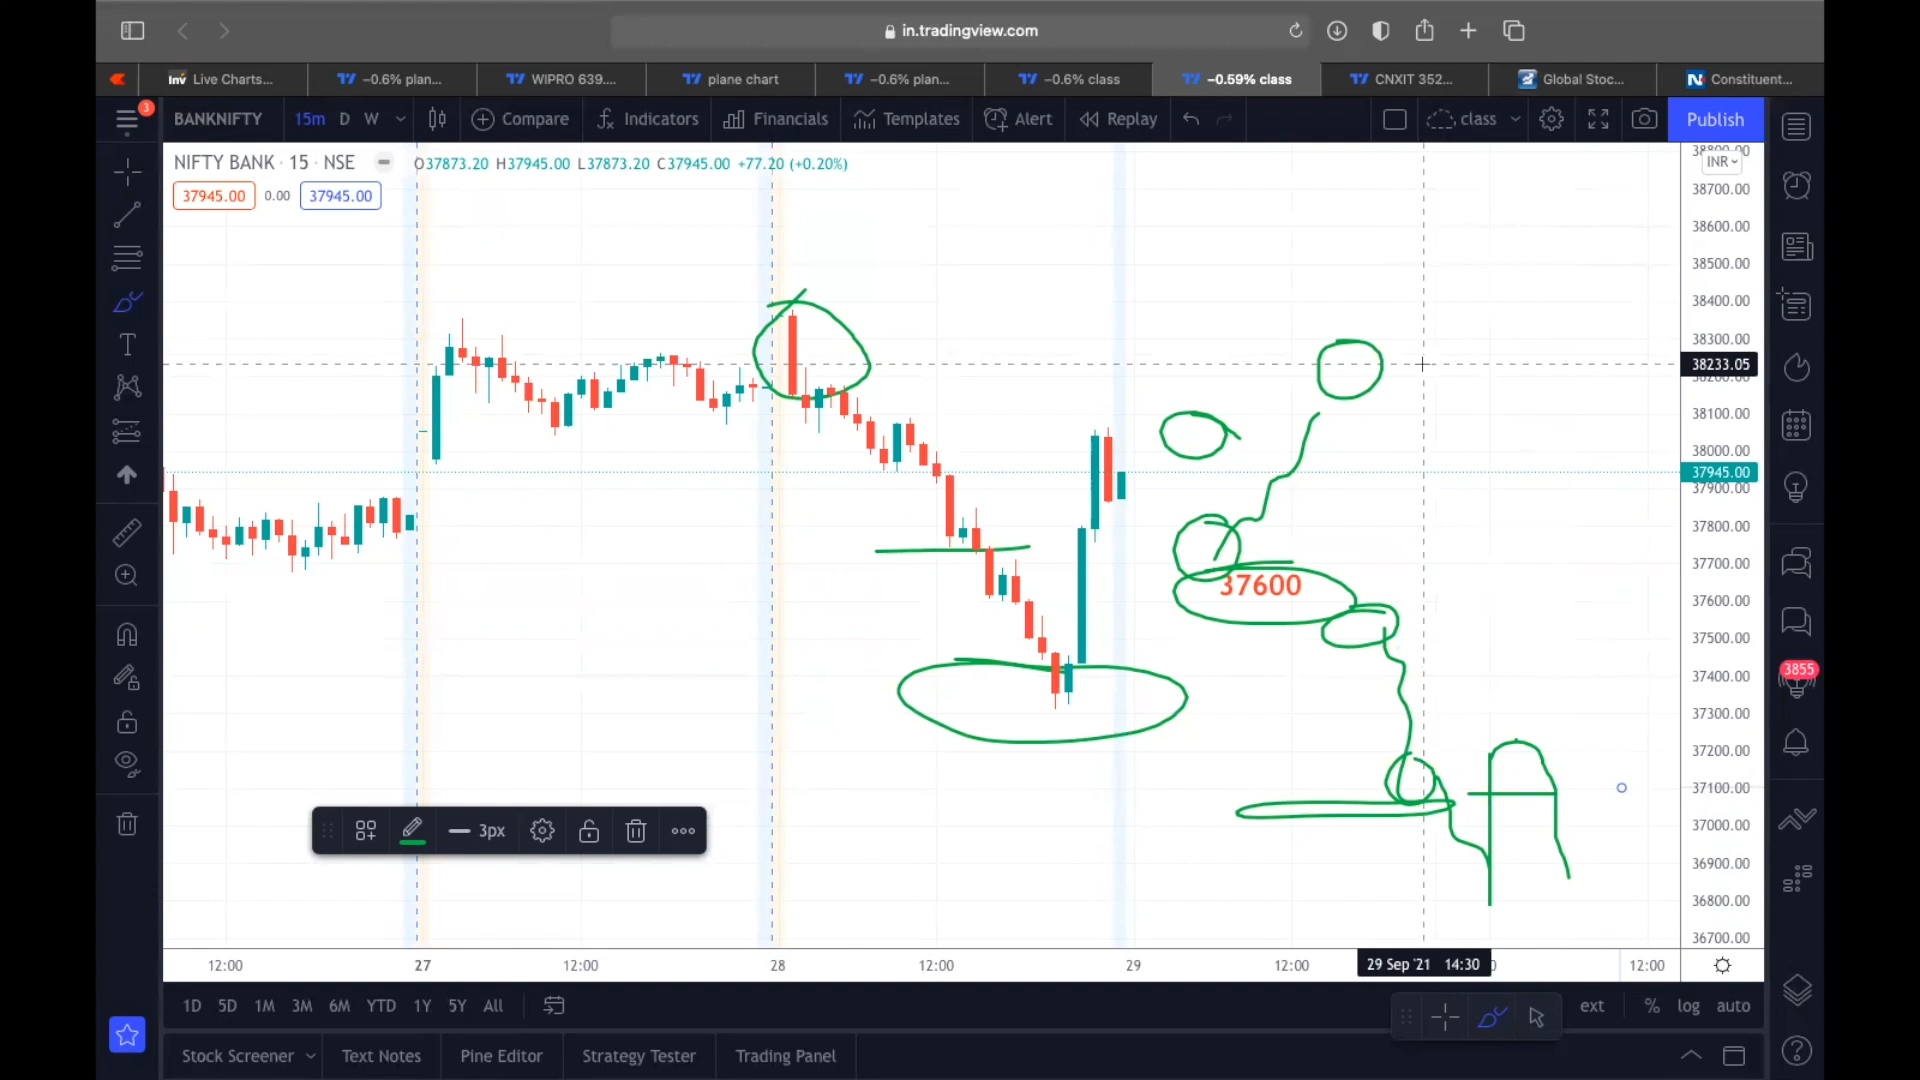 in.tradingview.com
Inv Live Charts...
−0.6% plan...
WIPRO 639....
plane chart
−0.6% plan...
−0.6% class
−0.59% class
CNXIT 352...
Global Stoc...
N Constituent...
3
BANKNIFTY 15m D W Compare Indicators Financials Templates Alert Replay class Publish
NIFTY BANK · 15 · NSE O37873.20 H37945.00 L37873.20 C37945.00 +77.20 (+0.20%)
37945.00 0.00 37945.00
INR
38800.00
38700.00
38600.00
38500.00
38400.00
38300.00
38233.05
38200.00
38100.00
38000.00
37945.00
37900.00
37800.00
37700.00
37600
37600.00
37500.00
37400.00
3855
37300.00
37200.00
37100.00
37000.00
36900.00
36800.00
36700.00
3px
12:00 27 12:00 28 12:00 29 12:00 29 Sep '21 14:30 12:00
1D 5D 1M 3M 6M YTD 1Y 5Y All ext % log auto
Stock Screener Text Notes Pine Editor Strategy Tester Trading Panel